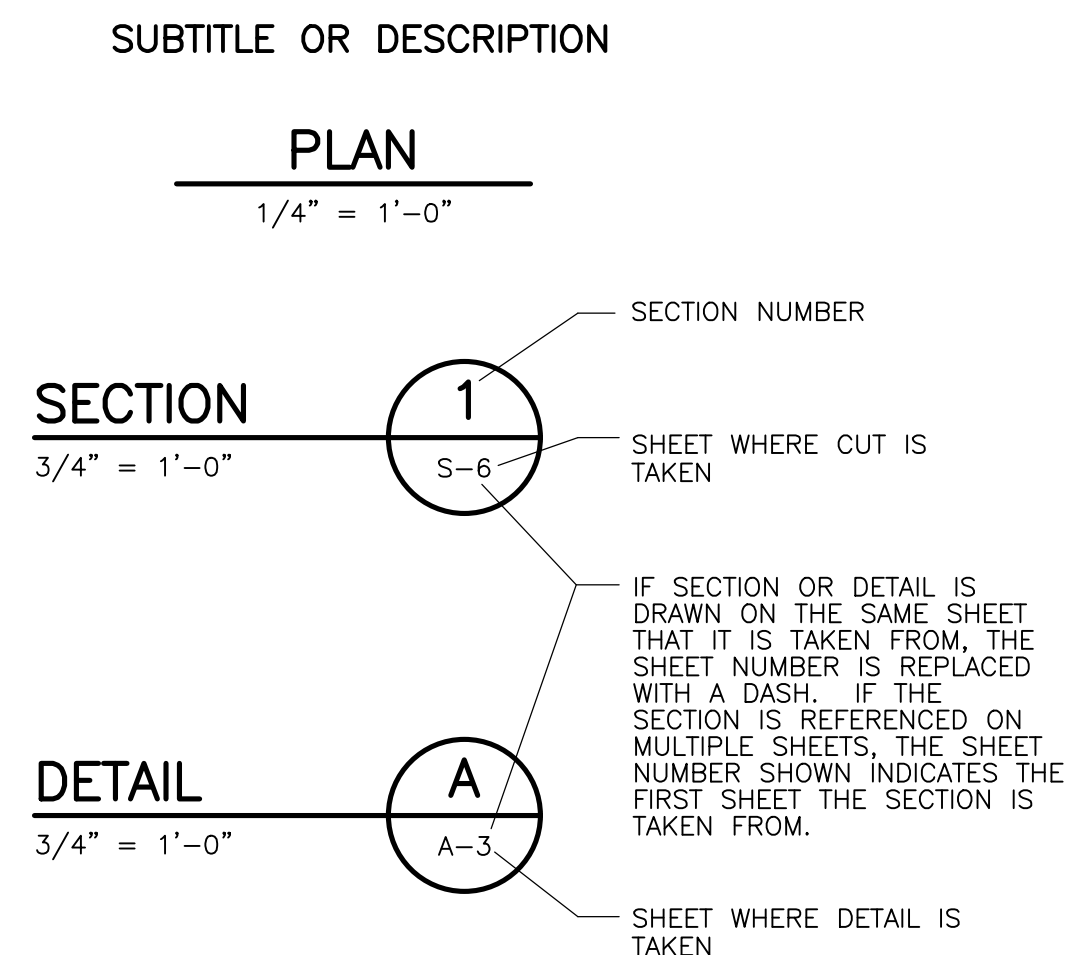 SUBTITLE OR DESCRIPTION
PLAN
1/4" = 1'-0"
SECTION NUMBER
SECTION
1
3/4" = 1'-0"
S-6
SHEET WHERE CUT IS
TAKEN
IF SECTION OR DETAIL IS
DRAWN ON THE SAME SHEET
THAT IT IS TAKEN FROM, THE
SHEET NUMBER IS REPLACED
WITH A DASH.  IF THE
SECTION IS REFERENCED ON
MULTIPLE SHEETS, THE SHEET
NUMBER SHOWN INDICATES THE
FIRST SHEET THE SECTION IS
TAKEN FROM.
DETAIL
A
3/4" = 1'-0"
A-3
SHEET WHERE DETAIL IS
TAKEN